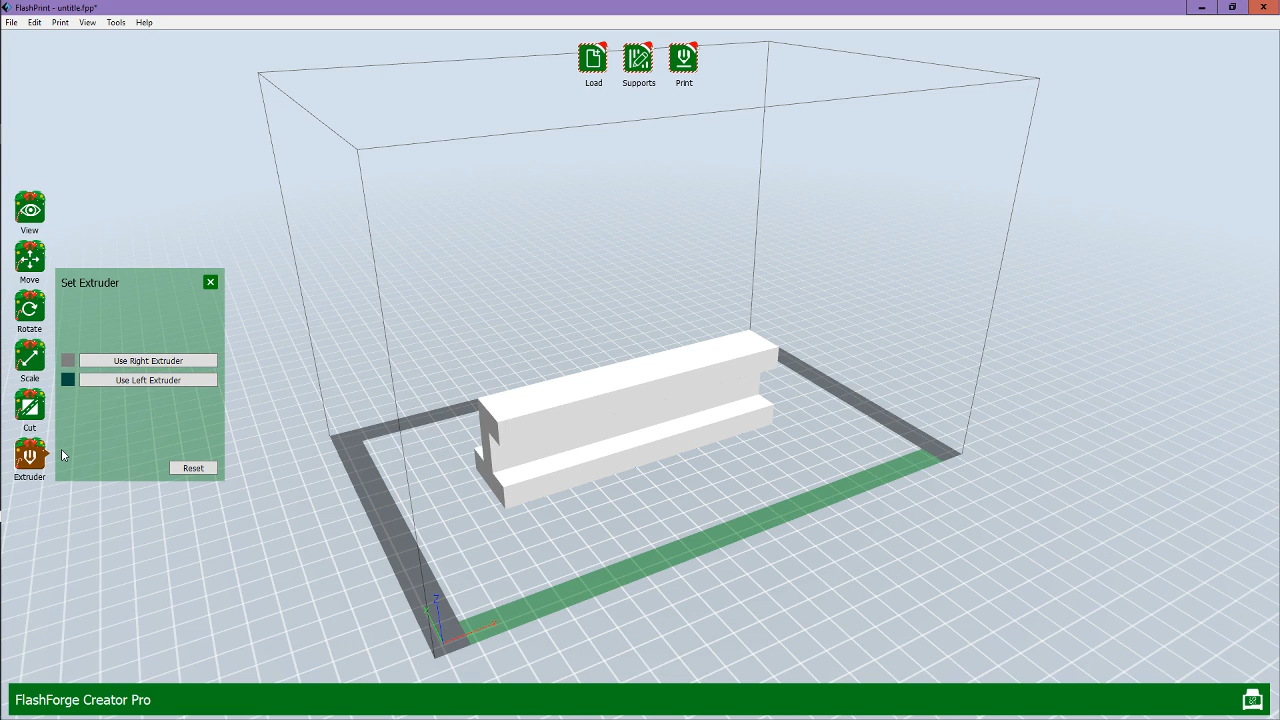 FlashPrint - untitle.fpp*
File Edit Print View Tools Help
Load Supports Print
View
Move
Set Extruder
Rotate
Use Right Extruder
Scale
Use Left Extruder
Cut
Reset
Extruder
Z
FlashForge Creator Pro